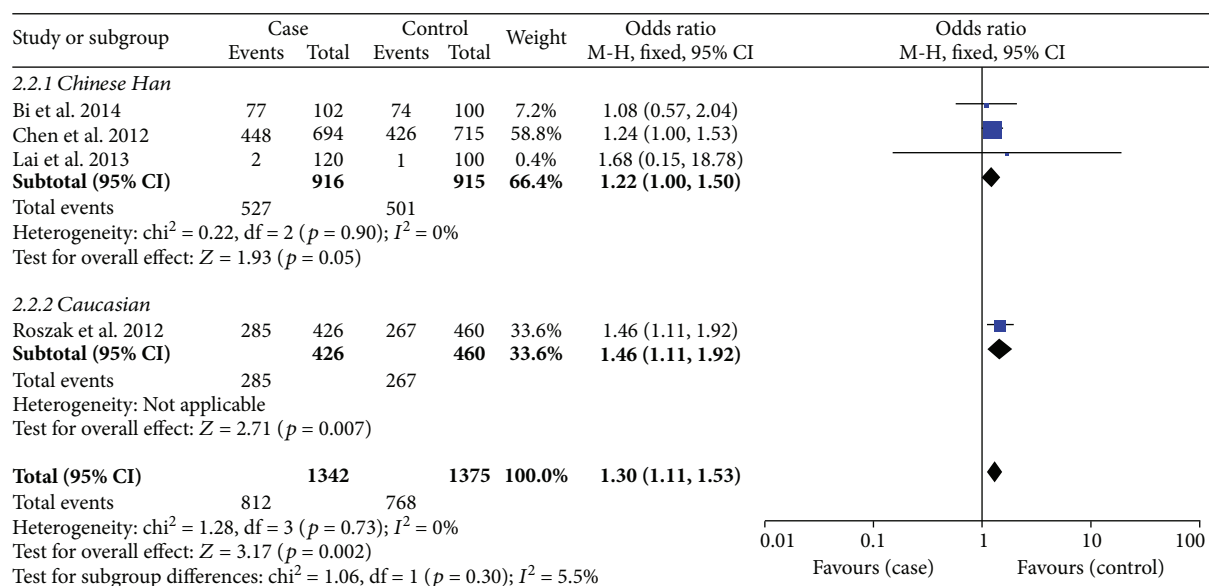 Study or subgroup Case Control Weight Odds ratio Odds ratio
Events Total Events Total M-H, fixed, 95% CI M-H, fixed, 95% CI
2.2.1 Chinese Han
Bi et al. 2014 77 102 74 100 7.2% 1.08 (0.57, 2.04)
Chen et al. 2012 448 694 426 715 58.8% 1.24 (1.00, 1.53)
Lai et al. 2013 2 120 1 100 0.4% 1.68 (0.15, 18.78)
Subtotal (95% CI) 916 915 66.4% 1.22 (1.00, 1.50)
Total events 527 501
Heterogeneity: chi² = 0.22, df = 2 (p = 0.90); I² = 0%
Test for overall effect: Z = 1.93 (p = 0.05)
2.2.2 Caucasian
Roszak et al. 2012 285 426 267 460 33.6% 1.46 (1.11, 1.92)
Subtotal (95% CI) 426 460 33.6% 1.46 (1.11, 1.92)
Total events 285 267
Heterogeneity: Not applicable
Test for overall effect: Z = 2.71 (p = 0.007)
Total (95% CI) 1342 1375 100.0% 1.30 (1.11, 1.53)
Total events 812 768
Heterogeneity: chi² = 1.28, df = 3 (p = 0.73); I² = 0%
Test for overall effect: Z = 3.17 (p = 0.002)
Test for subgroup differences: chi² = 1.06, df = 1 (p = 0.30); I² = 5.5%
0.01 0.1 1 10 100
Favours (case) Favours (control)